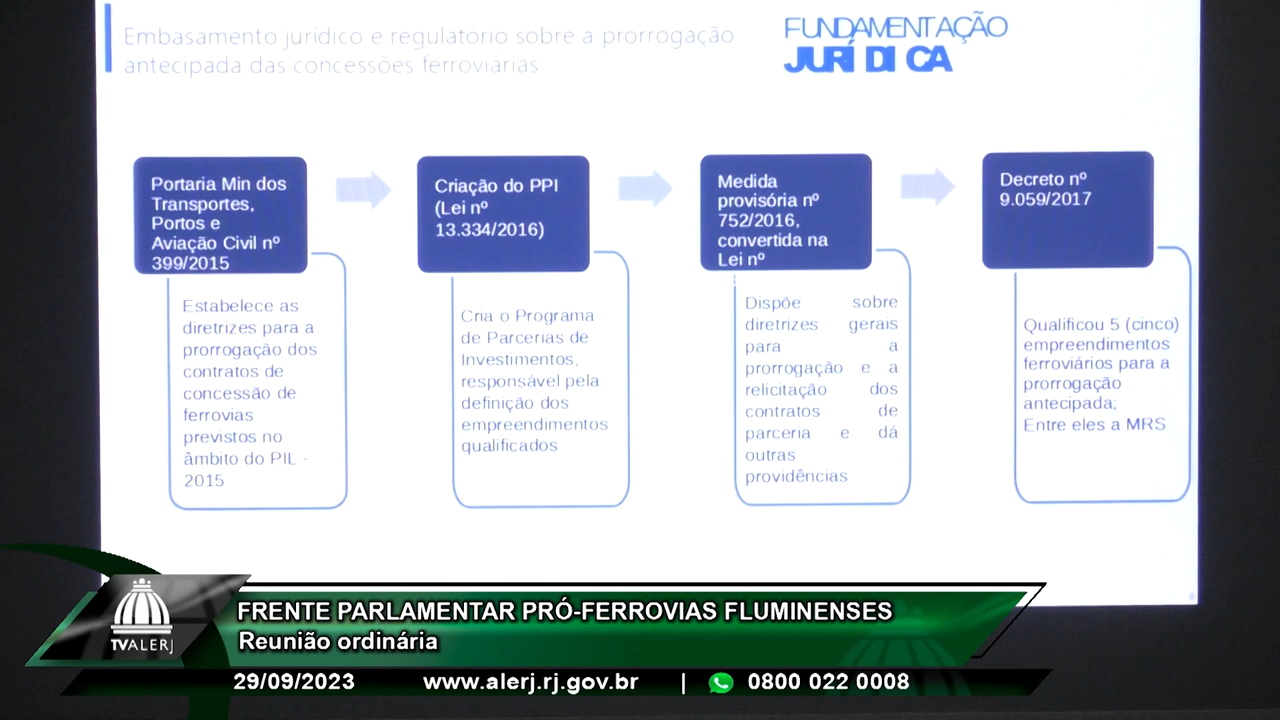 Embasamento jurídico e regulatório sobre a prorrogação
antecipada das concessões ferroviárias
FUNDAMENTAÇÃO
JURÍDICA
Portaria Min dos
Transportes,
Portos e
Aviação Civil nº
399/2015
Estabelece as
diretrizes para a
prorrogação dos
contratos de
concessão de
ferrovias
previstos no
âmbito do PIL -
2015
Criação do PPI
(Lei nº
13.334/2016)
Cria o Programa
de Parcerias de
Investimentos,
responsável pela
definição dos
empreendimentos
qualificados
Medida
provisória nº
752/2016,
convertida na
Lei nº
Dispõe sobre
diretrizes gerais
para a
prorrogação e a
relicitação dos
contratos de
parceria e dá
outras
providências
Decreto nº
9.059/2017
Qualificou 5 (cinco)
empreendimentos
ferroviários para a
prorrogação
antecipada;
Entre eles a MRS
FRENTE PARLAMENTAR PRÓ-FERROVIAS FLUMINENSES
Reunião ordinária
TVALERJ
29/09/2023 www.alerj.rj.gov.br | 0800 022 0008